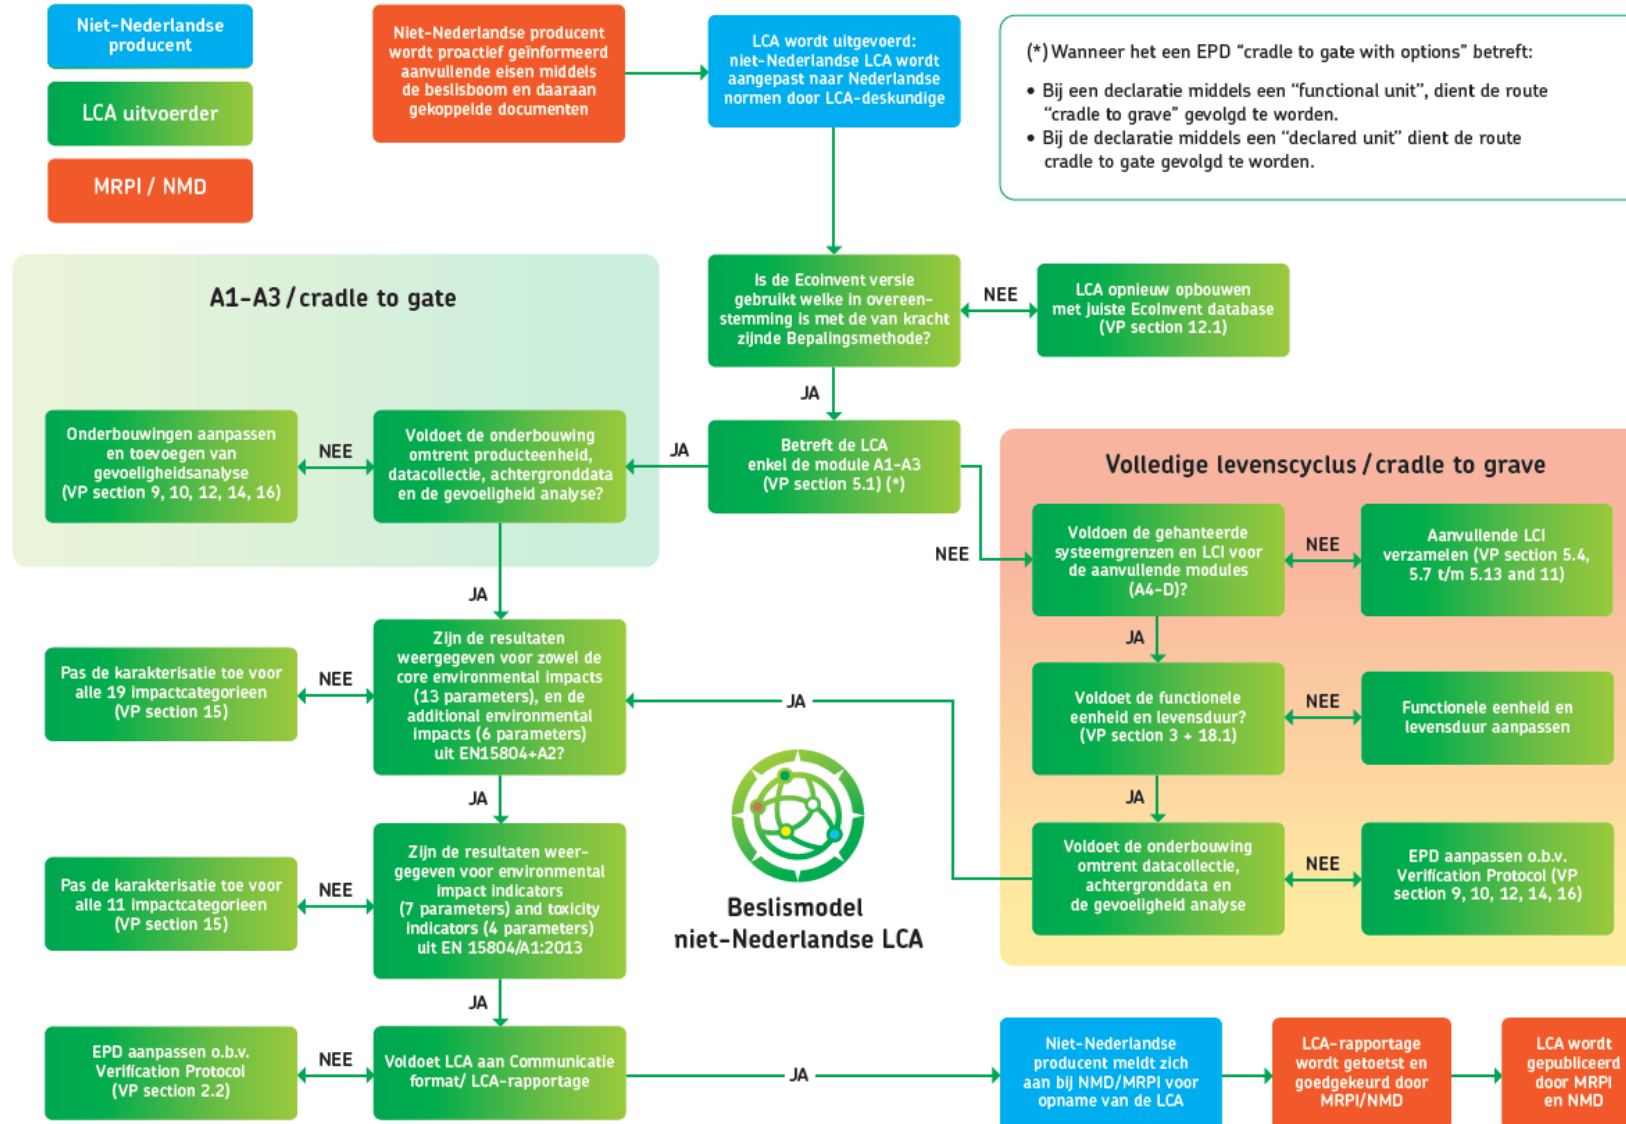 Niet-Nederlandse
producent
LCA uitvoerder
MRPI / NMD
Niet-Nederlandse producent
wordt proactief geïnformeerd
aanvullende eisen middels
de beslisboom en daaraan
gekoppelde documenten
LCA wordt uitgevoerd:
niet-Nederlandse LCA wordt
aangepast naar Nederlandse
normen door LCA-deskundige
(*) Wanneer het een EPD “cradle to gate with options” betreft:
• Bij een declaratie middels een “functional unit”, dient de route
“cradle to grave” gevolgd te worden.
• Bij de declaratie middels een “declared unit” dient de route
cradle to gate gevolgd te worden.
A1-A3 / cradle to gate
Is de Ecoinvent versie
gebruikt welke in overeen-
stemming is met de van kracht
zijnde Bepalingsmethode?
NEE
LCA opnieuw opbouwen
met juiste EcoInvent database
(VP section 12.1)
JA
Onderbouwingen aanpassen
en toevoegen van
gevoeligheidsanalyse
(VP section 9, 10, 12, 14, 16)
NEE
Voldoet de onderbouwing
omtrent producteenheid,
datacollectie, achtergronddata
en de gevoeligheid analyse?
JA
Betreft de LCA
enkel de module A1-A3
(VP section 5.1) (*)
NEE
Volledige levenscyclus / cradle to grave
Voldoen de gehanteerde
systeemgrenzen en LCI voor
de aanvullende modules
(A4-D)?
NEE
Aanvullende LCI
verzamelen (VP section 5.4,
5.7 t/m 5.13 and 11)
JA
JA
Pas de karakterisatie toe voor
alle 19 impactcategorieen
(VP section 15)
NEE
Zijn de resultaten
weergegeven voor zowel de
core environmental impacts
(13 parameters), en de
additional environmental
impacts (6 parameters)
uit EN15804+A2?
JA
Voldoet de functionele
eenheid en levensduur?
(VP section 3 + 18.1)
NEE
Functionele eenheid en
levensduur aanpassen
JA
JA
Pas de karakterisatie toe voor
alle 11 impactcategorieen
(VP section 15)
NEE
Zijn de resultaten weer-
gegeven voor environmental
impact indicators
(7 parameters) and toxicity
indicators (4 parameters)
uit EN 15804/A1:2013
Beslismodel
niet-Nederlandse LCA
Voldoet de onderbouwing
omtrent datacollectie,
achtergronddata en
de gevoeligheid analyse
NEE
EPD aanpassen o.b.v.
Verification Protocol (VP
section 9, 10, 12, 14, 16)
JA
EPD aanpassen o.b.v.
Verification Protocol
(VP section 2.2)
NEE
Voldoet LCA aan Communicatie
format/ LCA-rapportage
JA
Niet-Nederlandse
producent meldt zich
aan bij NMD/MRPI voor
opname van de LCA
LCA-rapportage
wordt getoetst en
goedgekeurd door
MRPI/NMD
LCA wordt
gepubliceerd
door MRPI
en NMD